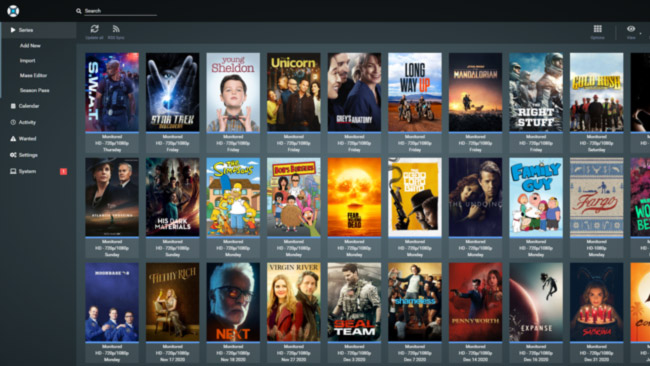 Search
Series
Add New
Import
Mass Editor
Season Pass
Calendar
Activity
Wanted
Settings
System
Update all
RSS Sync
Options
View
S.W.A.T.
STAR TREK
DISCOVERY
young
Sheldon
Unicorn
GREY'S ANATOMY
LONG
WAY
UP
THE
MANDALORIAN
THE
RIGHT
STUFF
GOLD RUSH
Monitored
HD - 720p/1080p
Thursday
Monitored
HD - 720p/1080p
Friday
Monitored
HD - 720p/1080p
Friday
Monitored
HD - 720p/1080p
Friday
Monitored
HD - 720p/1080p
Friday
Monitored
HD - 720p/1080p
Friday
Monitored
HD - 720p/1080p
Friday
Monitored
HD - 720p/1080p
Friday
Monitored
HD - 720p/1080p
Saturday
HIS DARK
MATERIALS
THE SIMPSONS
BOB'S BURGERS
FEAR
WALKING
DEAD
THE
GOOD
LORD
BIRD
THE UNDOING
FAMILY
GUY
Fargo
Monitored
HD - 720p/1080p
Sunday
Monitored
HD - 720p/1080p
Sunday
Monitored
HD - 720p/1080p
Monday
Monitored
HD - 720p/1080p
Monday
Monitored
HD - 720p/1080p
Monday
Monitored
HD - 720p/1080p
Monday
Monitored
HD - 720p/1080p
Monday
Monitored
HD - 720p/1080p
Monday
Monitored
HD - 720p/1080p
Monday
FILTHY RICH
NEXT
VIRGIN RIVER
SEAL
TEAM
shameless
PENNYWORTH
EXPANSE
SABRINA
Monitored
HD - 720p/1080p
Monday
Monitored
HD - 720p/1080p
Nov 17 2020
Monitored
HD - 720p/1080p
Nov 18 2020
Monitored
HD - 720p/1080p
Nov 27 2020
Monitored
HD - 720p/1080p
Dec 3 2020
Monitored
HD - 720p/1080p
Dec 7 2020
Monitored
HD - 720p/1080p
Dec 14 2020
Monitored
HD - 720p/1080p
Dec 16 2020
Monitored
HD - 720p/1080p
Dec 31 2020